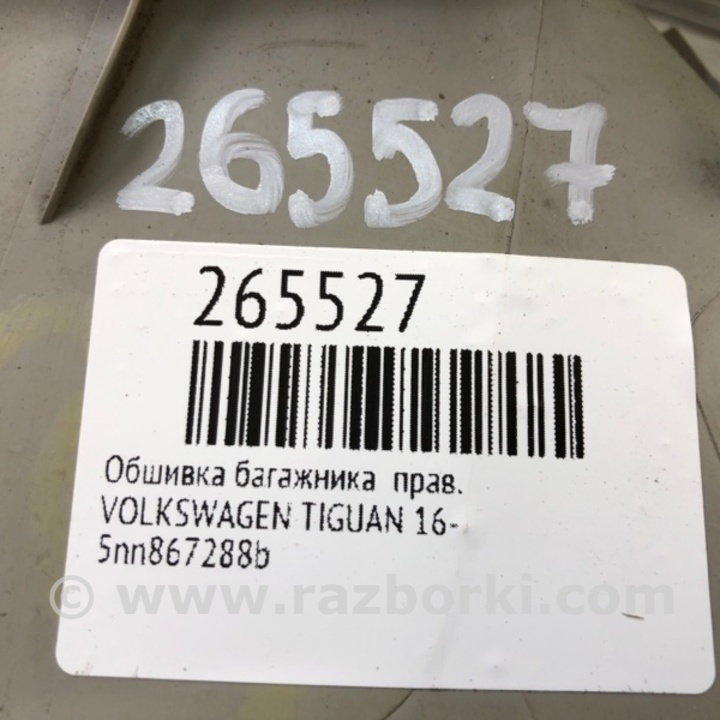 265527
265527
Обшивка багажника прав.
VOLKSWAGEN TIGUAN 16-
5nn867288b
© www.razborki.com